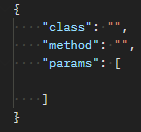 {
    "class": "",
    "method": "",
    "params": [

    ]
}